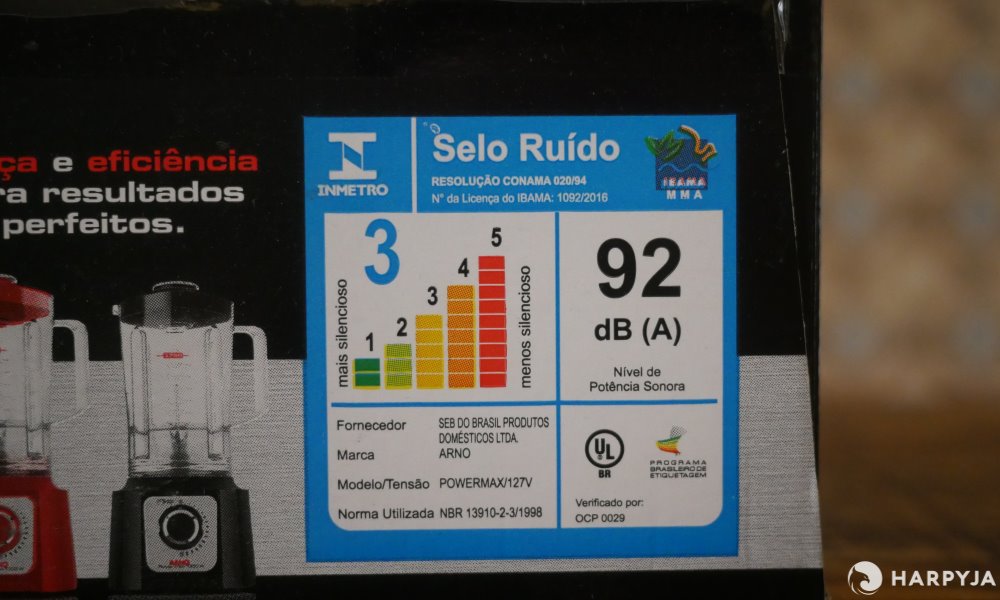 ça e eficiência
ra resultados
perfeitos.
INMETRO
Selo Ruído
RESOLUÇÃO CONAMA 020/94
N° da Licença do IBAMA: 1092/2016
IBAMA
MMA
3
mais silencioso
1
2
3
4
5
menos silencioso
92
dB (A)
Nível de
Potência Sonora
Fornecedor SEB DO BRASIL PRODUTOS
DOMÉSTICOS LTDA.
Marca ARNO
Modelo/Tensão POWERMAX/127V
Norma Utilizada NBR 13910-2-3/1998
UL
®
BR
PROGRAMA
BRASILEIRO DE
ETIQUETAGEM
Verificado por:
OCP 0029
HARPYJA